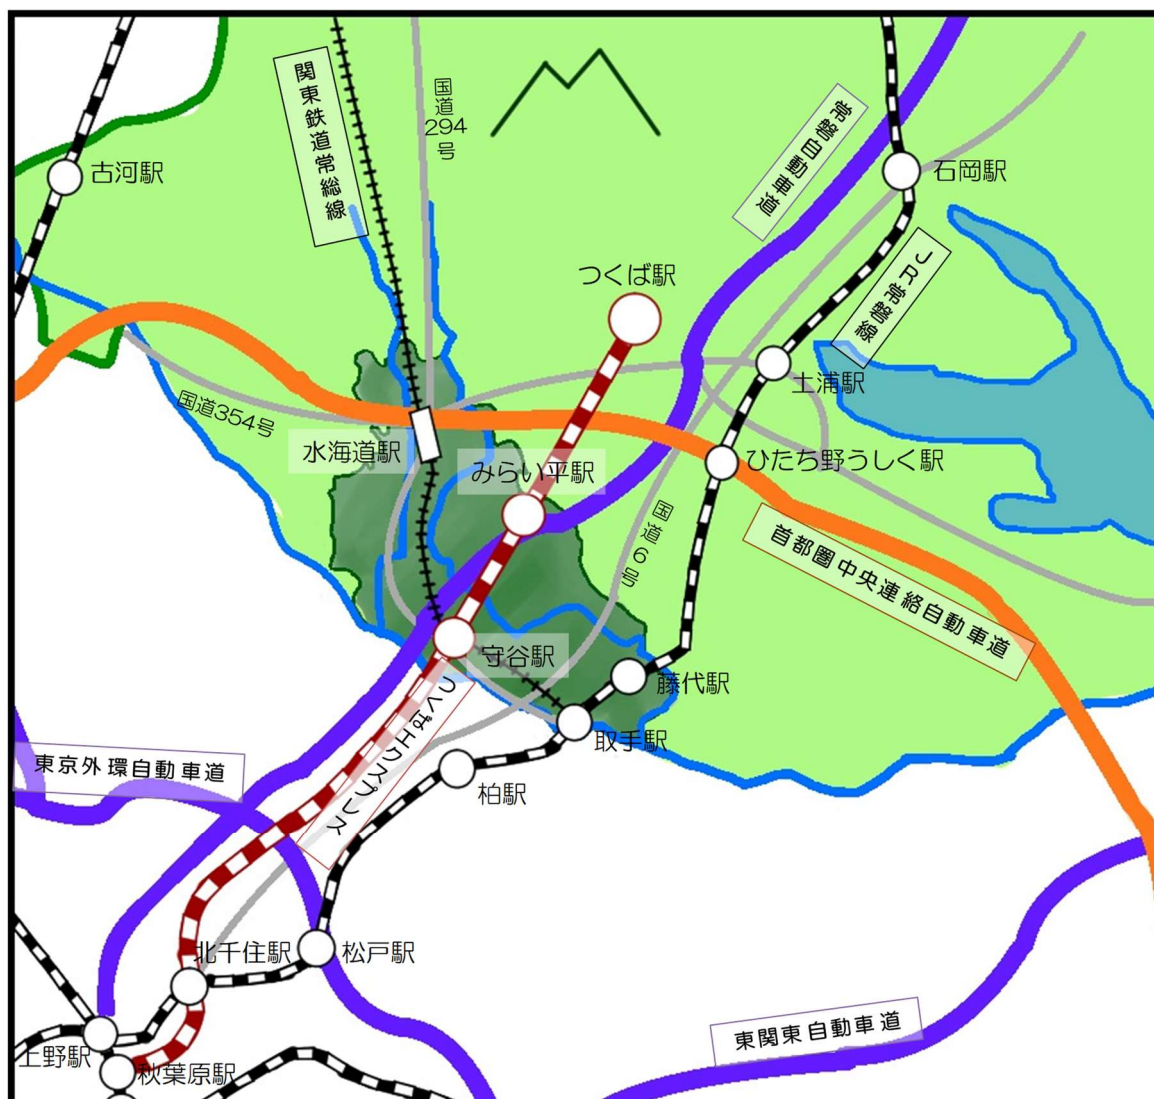 関東鉄道常総線
国道294号
常磐自動車道
古河駅
石岡駅
つくば駅
JR常磐線
土浦駅
国道354号
水海道駅
みらい平駅
ひたち野うしく駅
国道6号
首都圏中央連絡自動車道
守谷駅
藤代駅
つくばエクスプレス
取手駅
東京外環自動車道
柏駅
北千住駅
松戸駅
東関東自動車道
上野駅
秋葉原駅